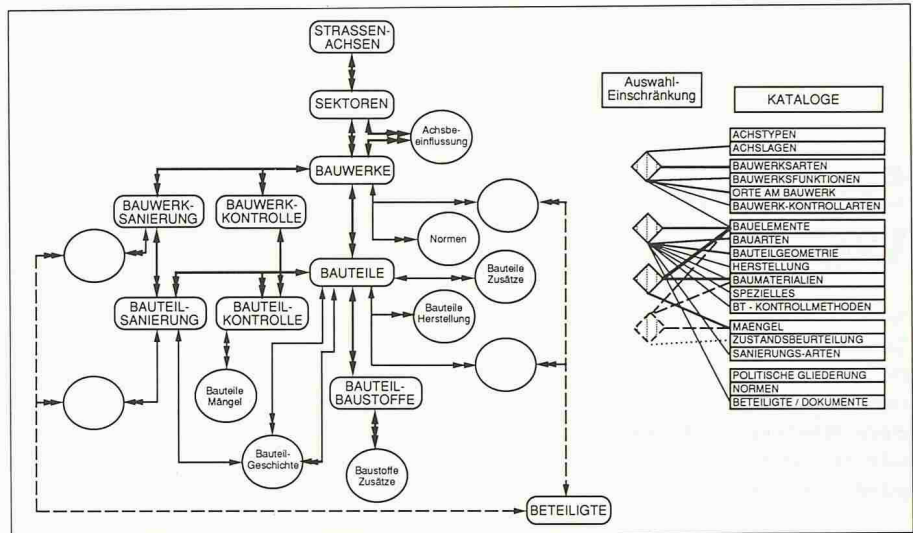 STRASSEN-
ACHSEN
SEKTOREN
Achsbe-
einflussung
BAUWERKE
BAUWERK-
SANIERUNG
BAUWERK-
KONTROLLE
Normen
BAUTEILE
Bauteile
Zusätze
BAUTEIL-
SANIERUNG
BAUTEIL-
KONTROLLE
Bauteile
Herstellung
Bauteile
Mängel
BAUTEIL-
BAUSTOFFE
Bauteil-
Geschichte
Baustoffe
Zusätze
BETEILIGTE
Auswahl-
Einschränkung
KATALOGE
ACHSTYPEN
ACHSLAGEN
BAUWERKSARTEN
BAUWERKSFUNKTIONEN
ORTE AM BAUWERK
BAUWERK-KONTROLLARTEN
BAUELEMENTE
BAUARTEN
BAUTEILGEOMETRIE
HERSTELLUNG
BAUMATERIALIEN
SPEZIELLES
BT - KONTROLLMETHODEN
MAENGEL
ZUSTANDSBEURTEILUNG
SANIERUNGS-ARTEN
POLITISCHE GLIEDERUNG
NORMEN
BETEILIGTE / DOKUMENTE